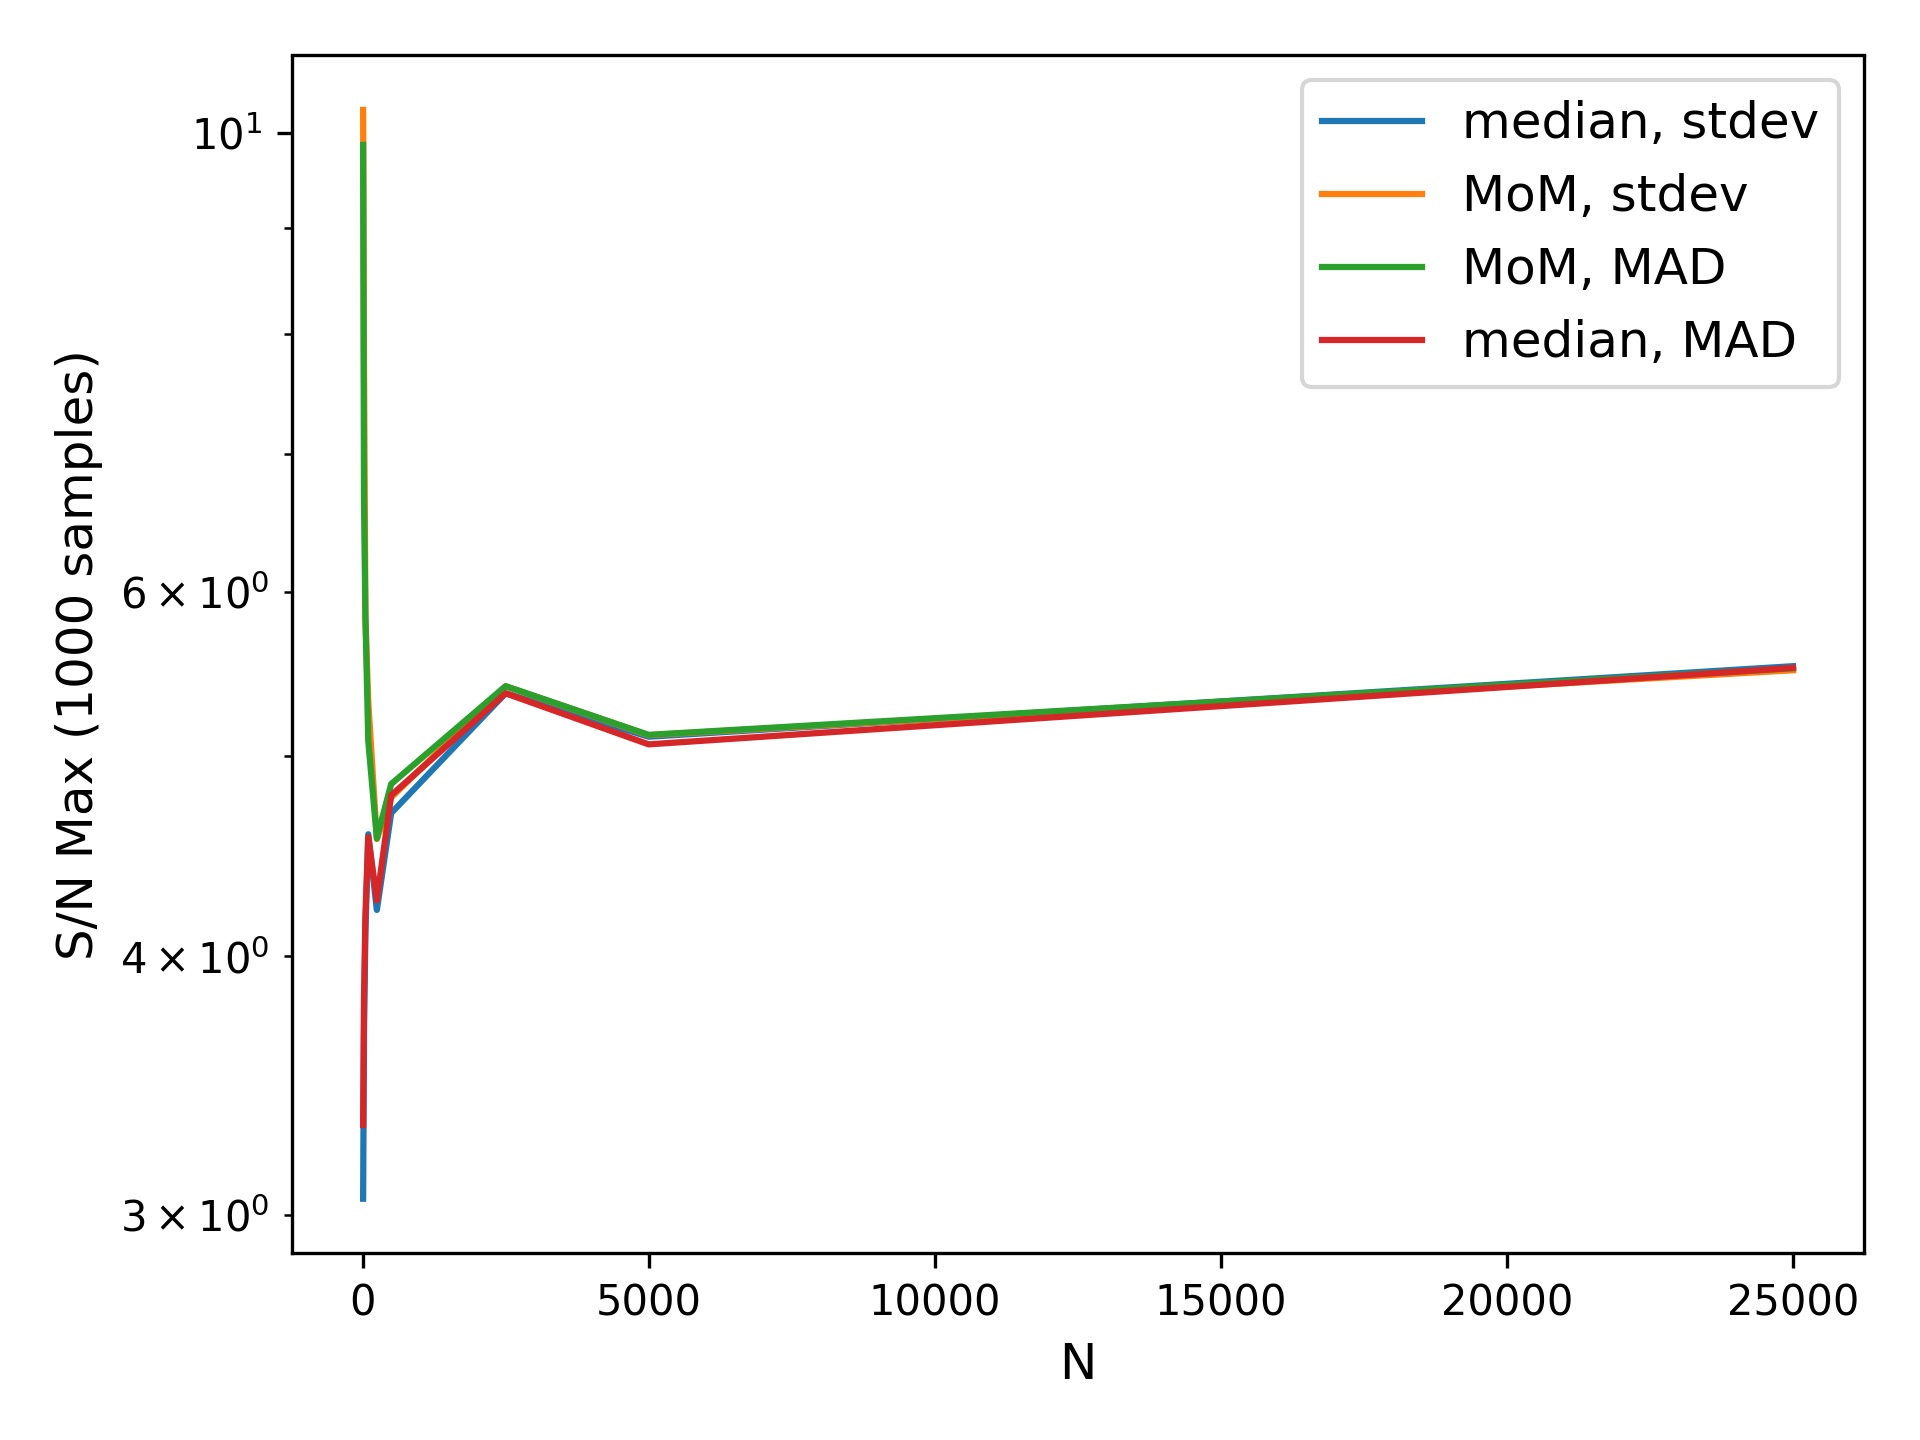 median, stdev
MoM, stdev
MoM, MAD
median, MAD
S/N Max (1000 samples)
10¹
6 × 10⁰
4 × 10⁰
3 × 10⁰
0 5000 10000 15000 20000 25000
N